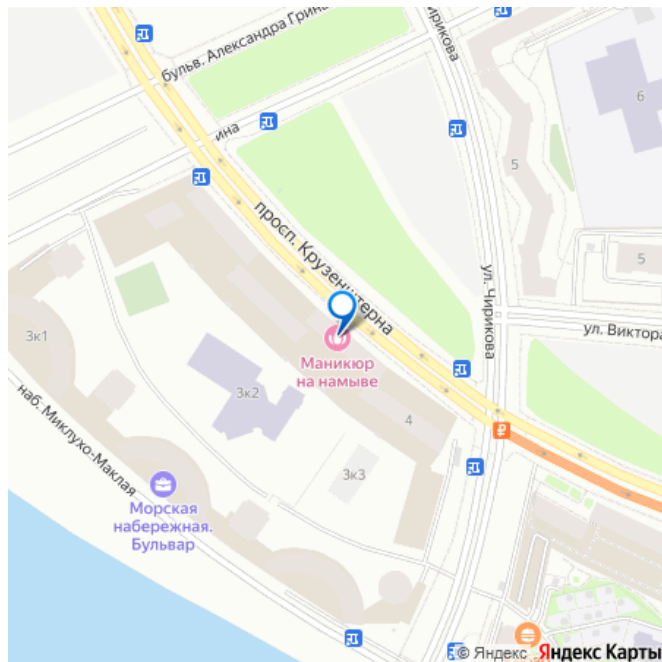 бульв. Александра Грина
Чирикова
6
ина
5
просп. Крузенштерна
5
ул. Чирикова
3к1
ул. Виктора
Маникюр
на намыве
3к2
4
наб. Миклухо-Маклая
3к3
Морская
набережная.
Бульвар
© Яндекс Яндекс Карты